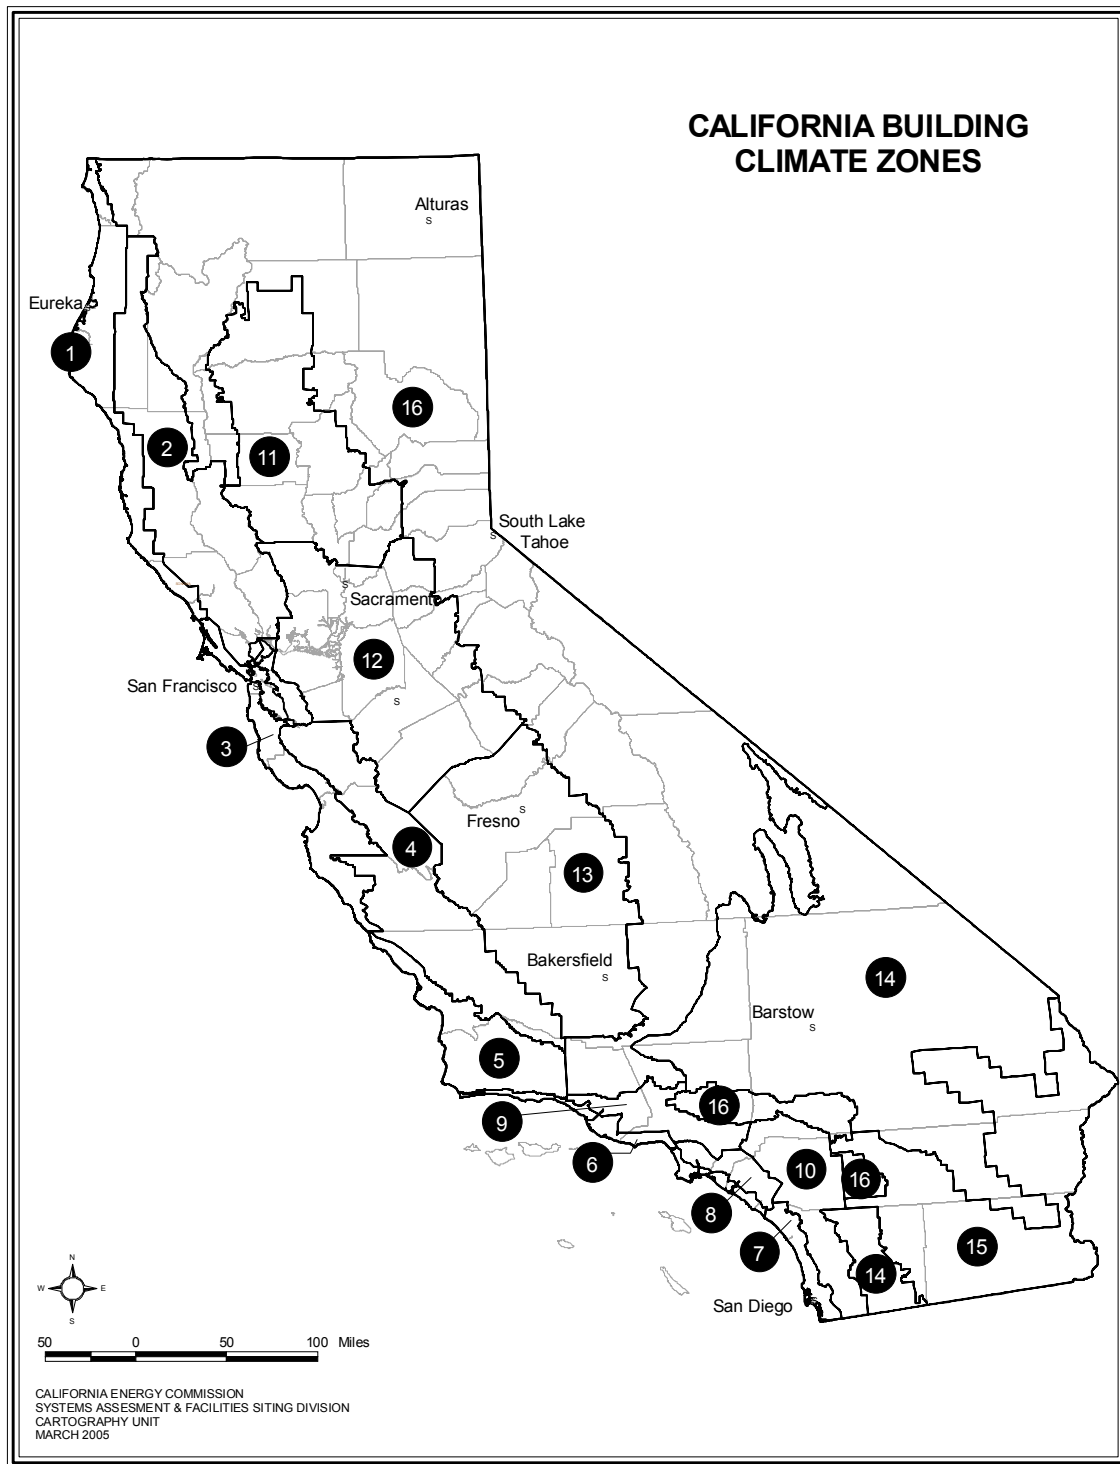 CALIFORNIA BUILDING
CLIMATE ZONES
Alturas
S
Eureka
S
1
16
2
11
South Lake
Tahoe
S
S
Sacramento
12
San Francisco
S
S
3
Fresno
S
4
13
Bakersfield
S
14
Barstow
S
5
16
9
6
10
16
8
7
15
14
San Diego
S
N
W
E
S
50
0
50
100
Miles
CALIFORNIA ENERGY COMMISSION
SYSTEMS ASSESMENT & FACILITIES SITING DIVISION
CARTOGRAPHY UNIT
MARCH 2005